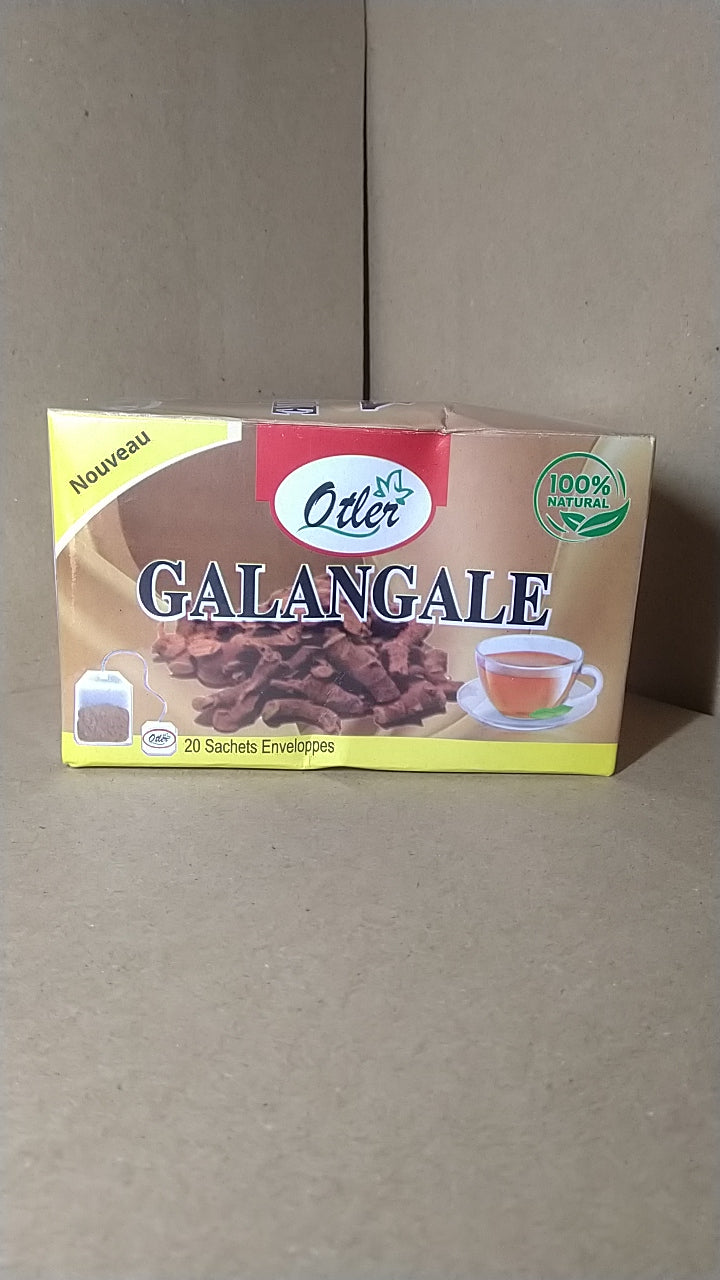 Nouveau
Otler
100%
NATURAL
GALANGALE
Otler
20 Sachets Enveloppes